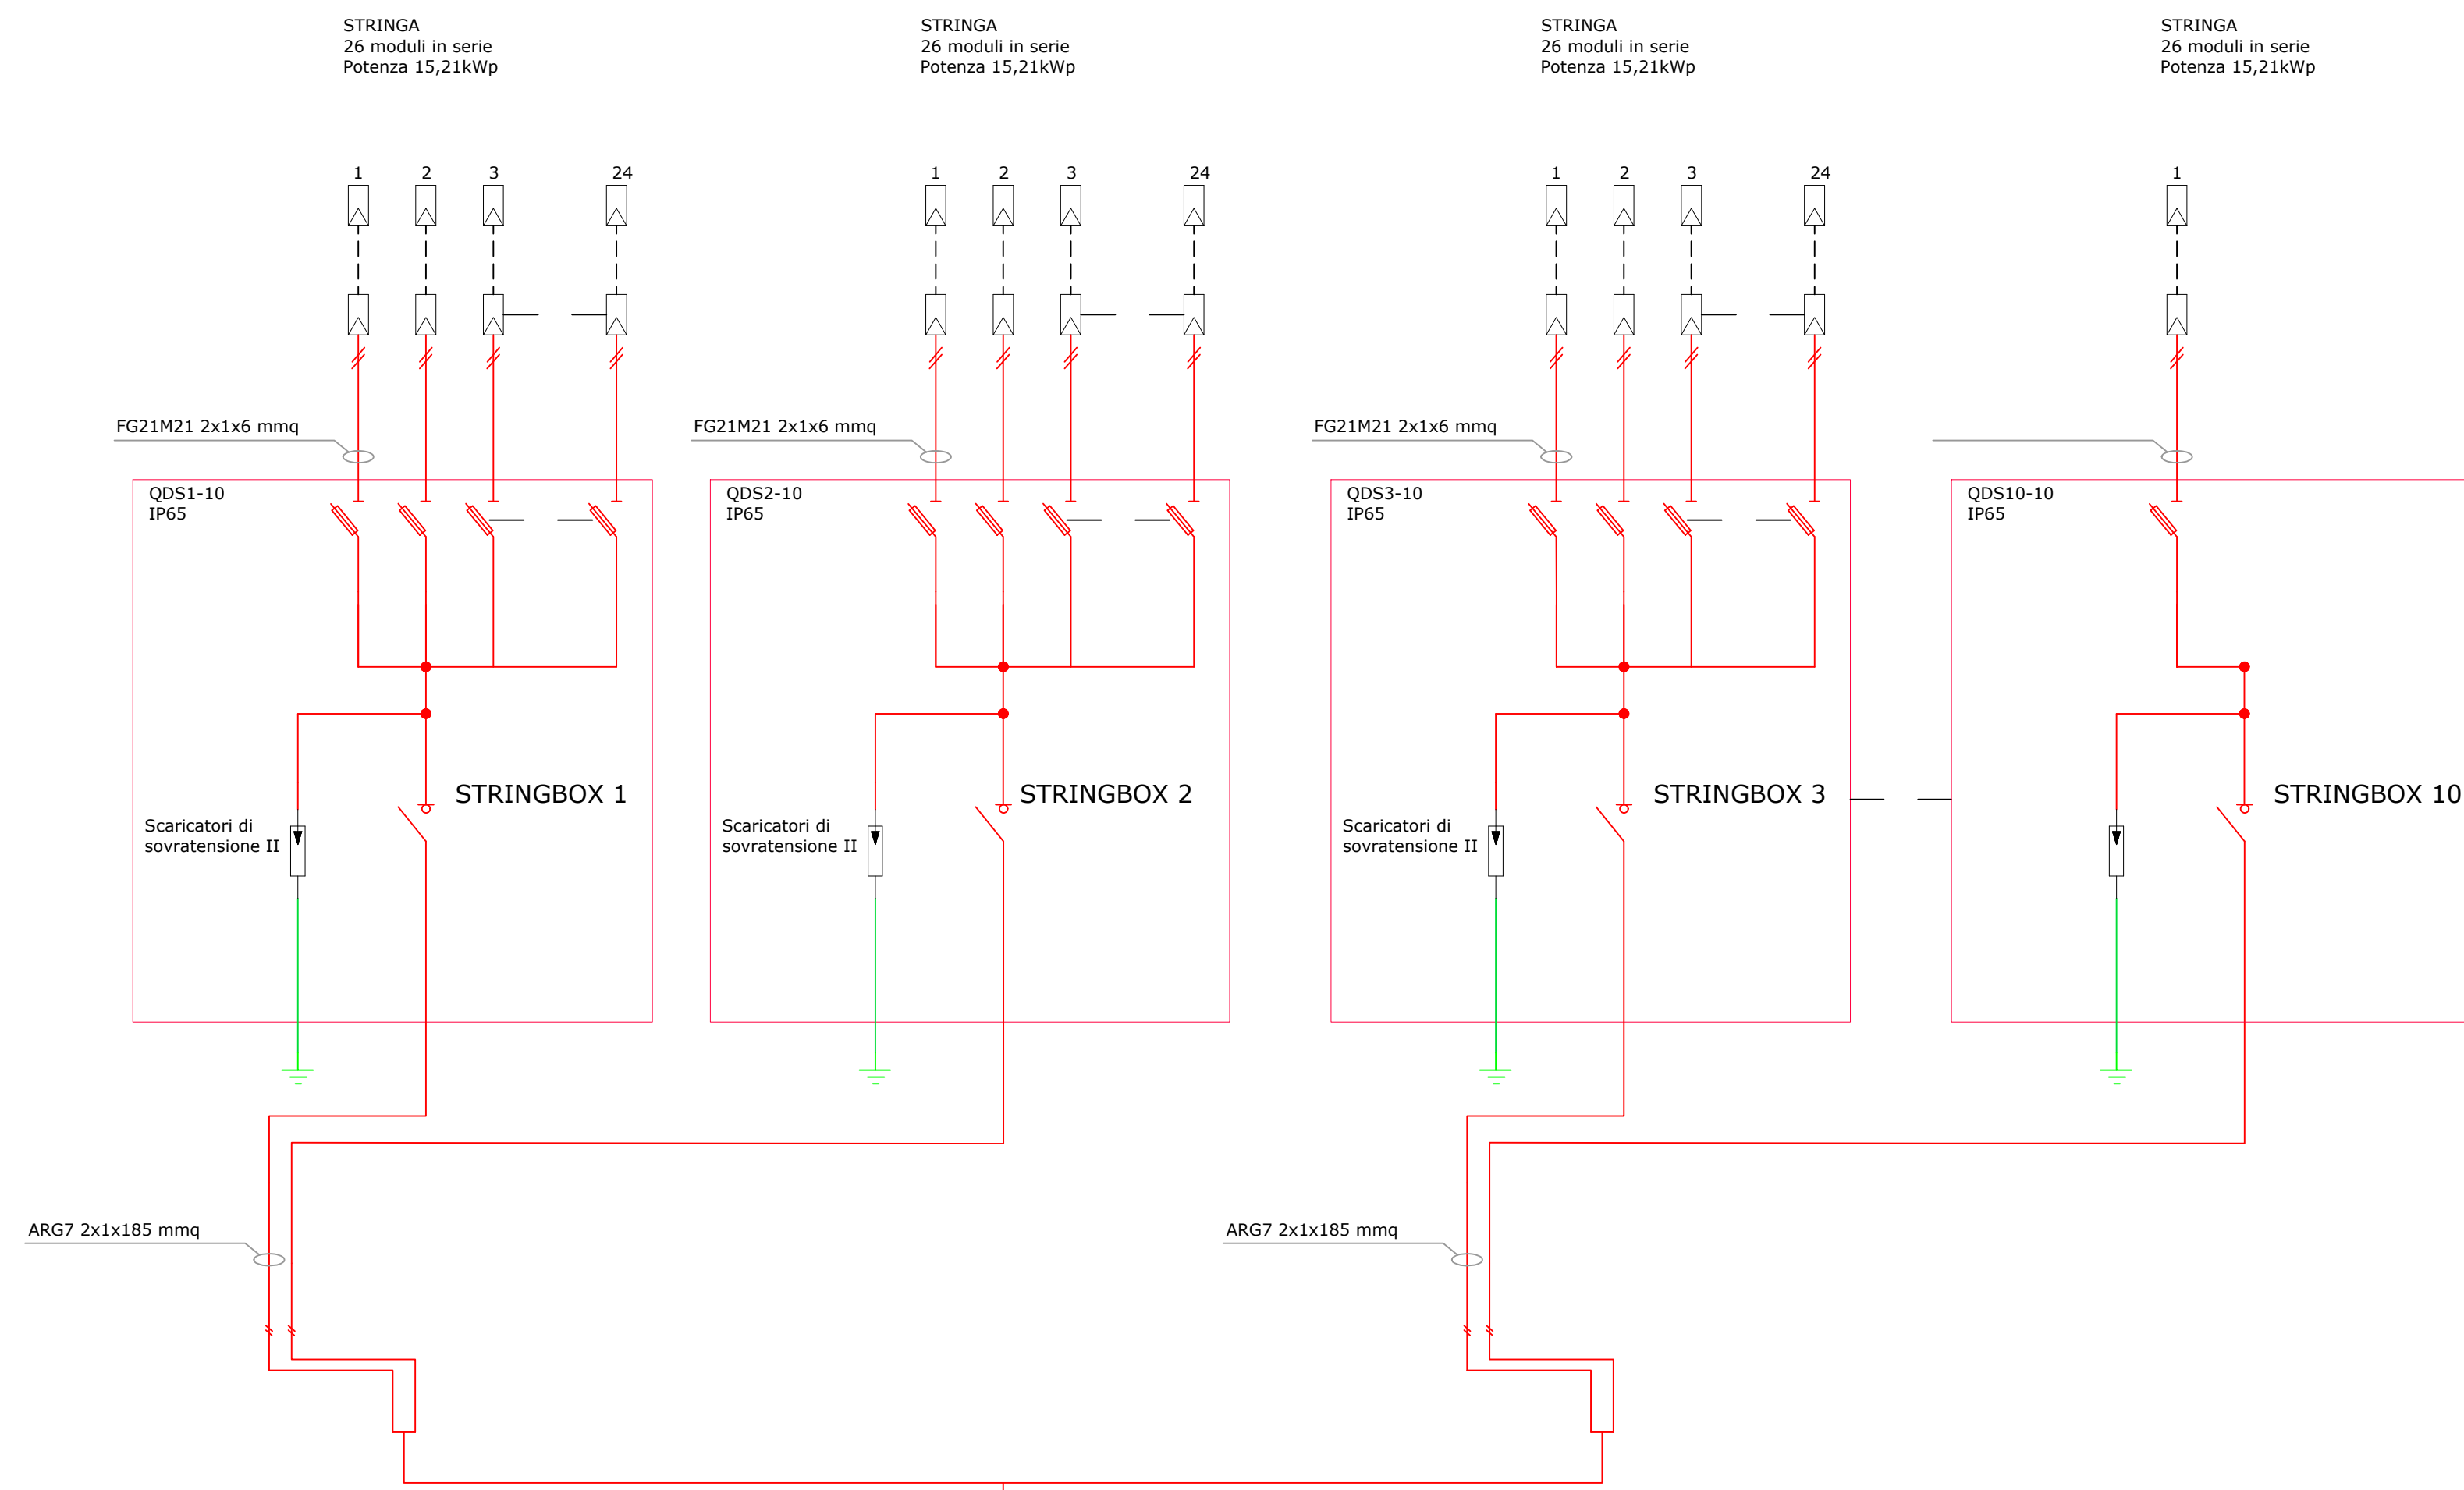 STRINGA
26 moduli in serie
Potenza 15,21kWp
STRINGA
26 moduli in serie
Potenza 15,21kWp
STRINGA
26 moduli in serie
Potenza 15,21kWp
STRINGA
26 moduli in serie
Potenza 15,21kWp
1 2 3 24
1 2 3 24
1 2 3 24
1
FG21M21 2x1x6 mmq
FG21M21 2x1x6 mmq
FG21M21 2x1x6 mmq
QDS1-10
IP65
QDS2-10
IP65
QDS3-10
IP65
QDS10-10
IP65
STRINGBOX 1
STRINGBOX 2
STRINGBOX 3
STRINGBOX 10
Scaricatori di
sovratensione II
Scaricatori di
sovratensione II
Scaricatori di
sovratensione II
ARG7 2x1x185 mmq
ARG7 2x1x185 mmq